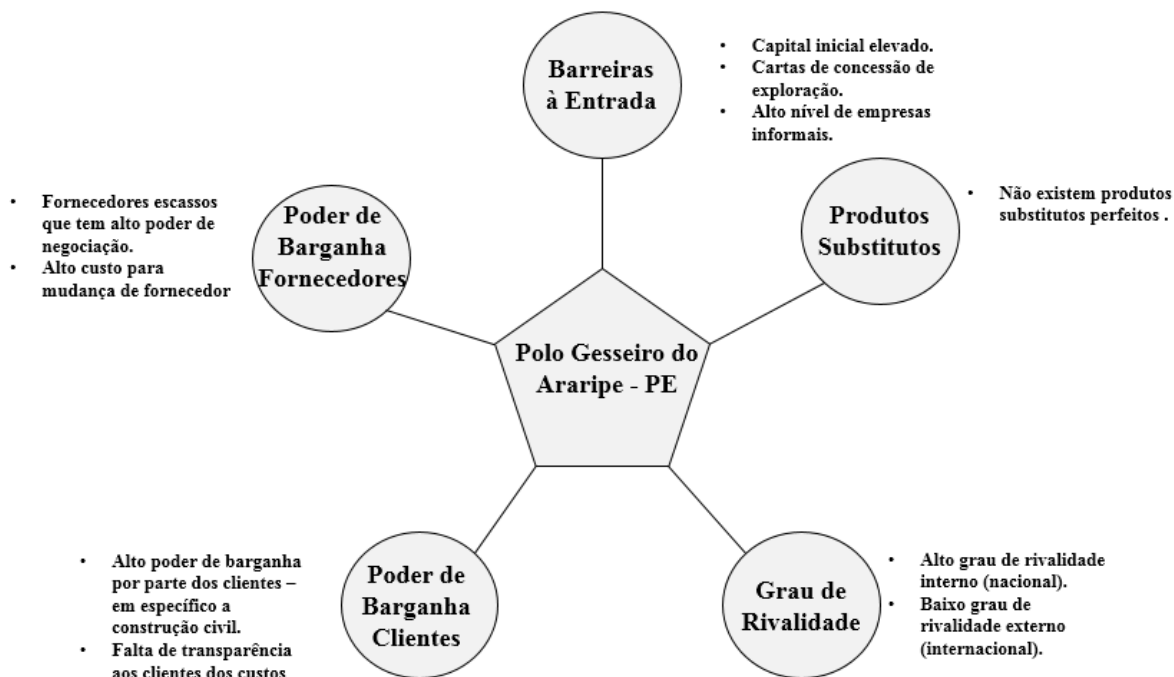 Barreiras
à Entrada
• Capital inicial elevado.
• Cartas de concessão de
exploração.
• Alto nível de empresas
informais.
• Fornecedores escassos
que tem alto poder de
negociação.
• Alto custo para
mudança de fornecedor
Poder de
Barganha
Fornecedores
Produtos
Substitutos
• Não existem produtos
substitutos perfeitos .
Polo Gesseiro do
Araripe - PE
• Alto poder de barganha
por parte dos clientes –
em específico a
construção civil.
• Falta de transparência
aos clientes dos custos
Poder de
Barganha
Clientes
Grau de
Rivalidade
• Alto grau de rivalidade
interno (nacional).
• Baixo grau de
rivalidade externo
(internacional).